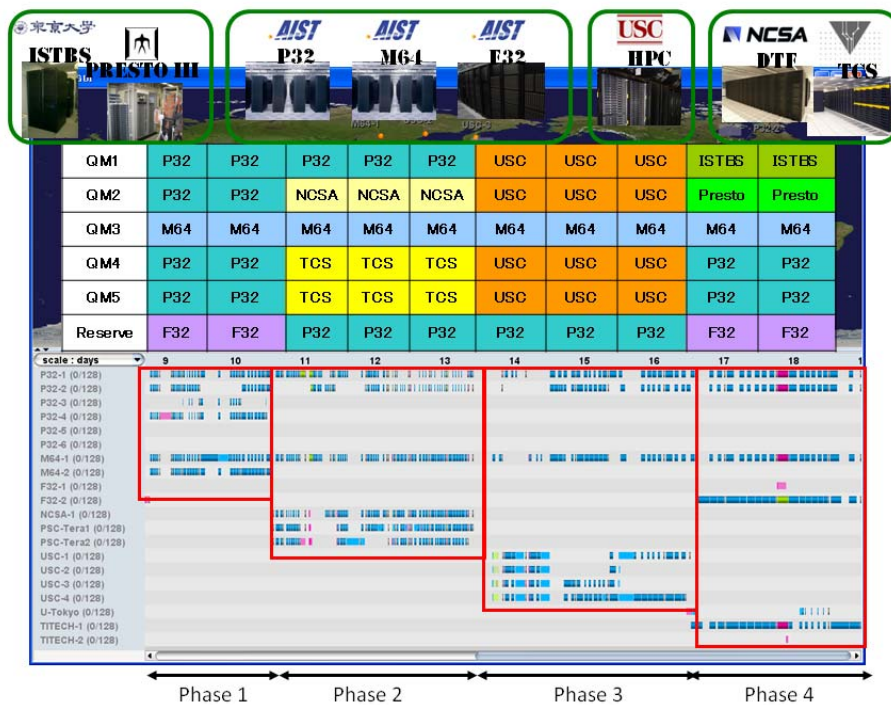 東京大学
AIST
AIST
AIST
USC
NCSA
ISTBS
PRESTO III
P32
M64
F32
HPC
DTF
TCS
M64-1
USC-3
QM1 P32 P32 P32 P32 P32 USC USC USC ISTBS ISTBS
QM2 P32 P32 NCSA NCSA NCSA USC USC USC Presto Presto
QM3 M64 M64 M64 M64 M64 M64 M64 M64 M64 M64
QM4 P32 P32 TCS TCS TCS USC USC USC P32 P32
QM5 P32 P32 TCS TCS TCS USC USC USC P32 P32
Reserve F32 F32 P32 P32 P32 P32 P32 P32 F32 F32
scale : days 9 10 11 12 13 14 15 16 17 18 1
P32-1 (0/128)
P32-2 (0/128)
P32-3 (0/128)
P32-4 (0/128)
P32-5 (0/128)
P32-6 (0/128)
M64-1 (0/128)
M64-2 (0/128)
F32-1 (0/128)
F32-2 (0/128)
NCSA-1 (0/128)
PSC-Tera1 (0/128)
PSC-Tera2 (0/128)
USC-1 (0/128)
USC-2 (0/128)
USC-3 (0/128)
USC-4 (0/128)
U-Tokyo (0/128)
TITECH-1 (0/128)
TITECH-2 (0/128)
Phase 1 Phase 2 Phase 3 Phase 4